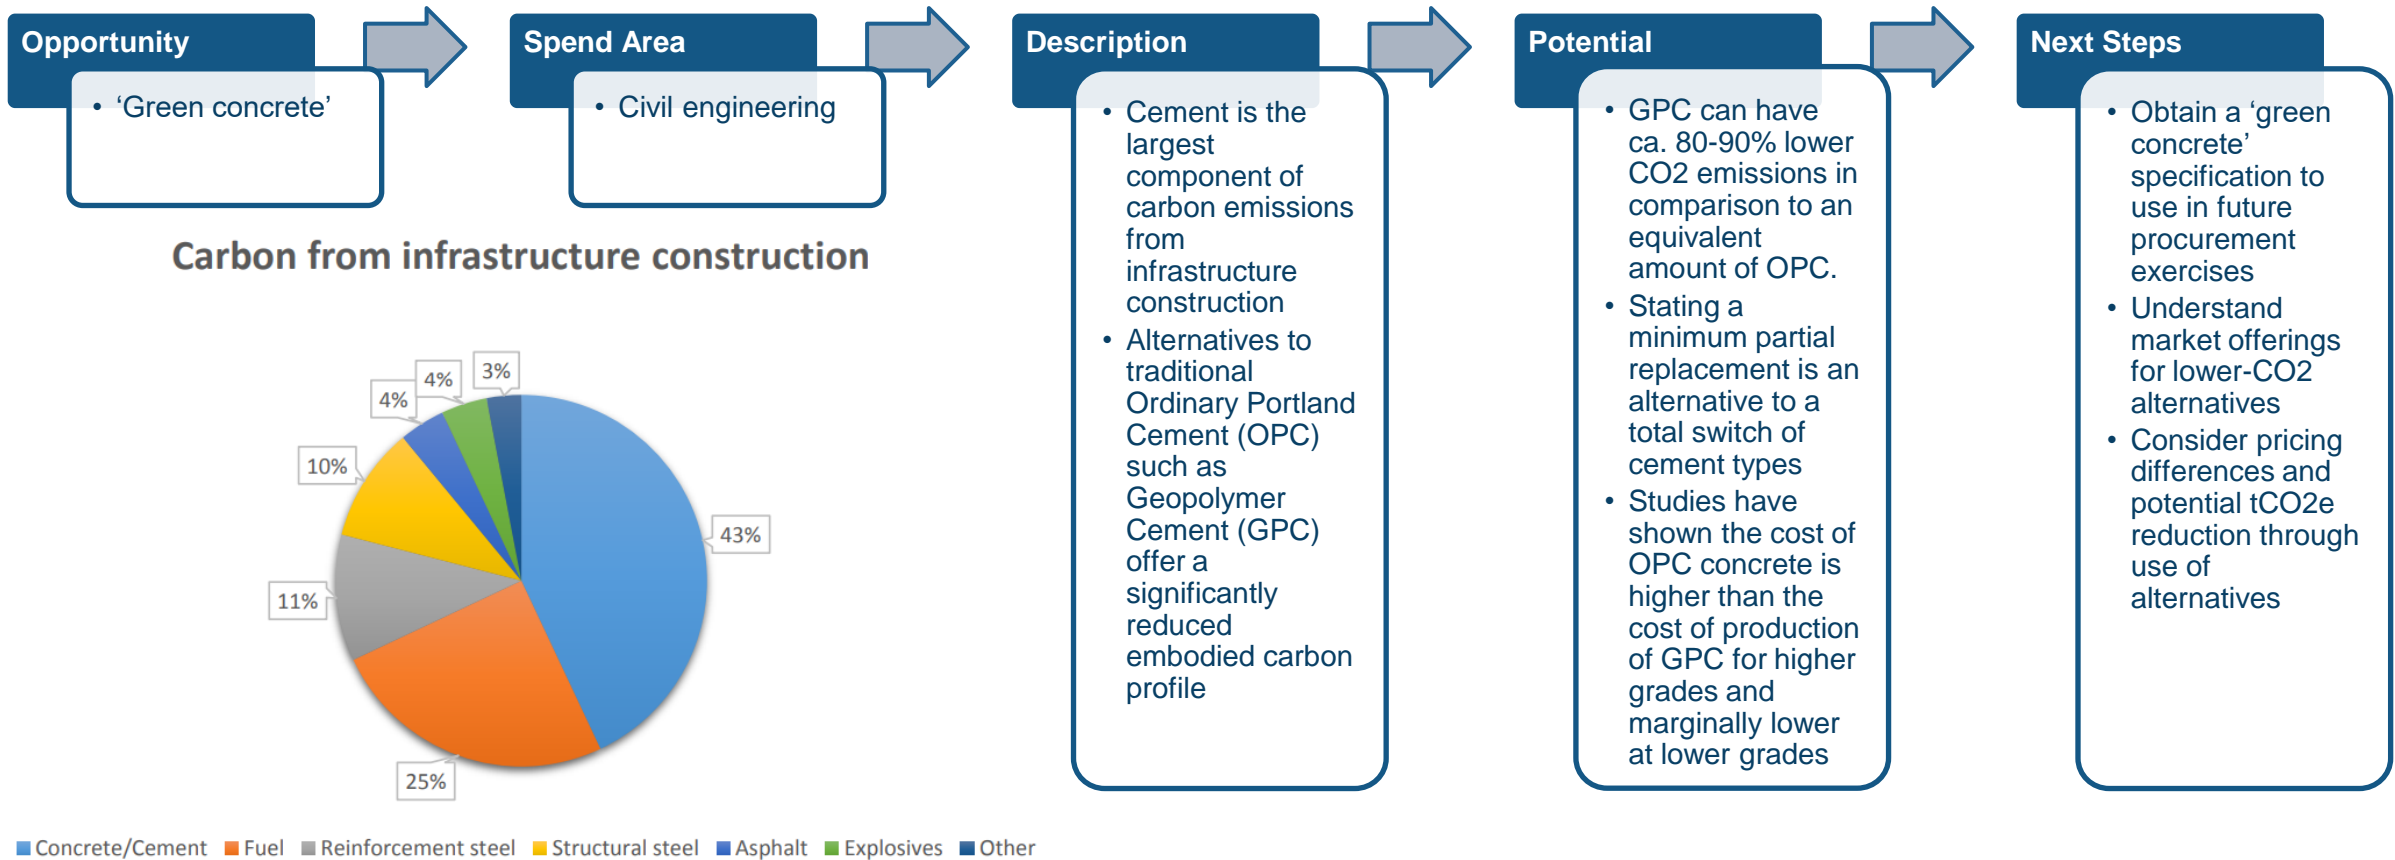 Opportunity
• ‘Green concrete’
Spend Area
• Civil engineering
Description
• Cement is the
largest
component of
carbon emissions
from
infrastructure
construction
• Alternatives to
traditional
Ordinary Portland
Cement (OPC)
such as
Geopolymer
Cement (GPC)
offer a
significantly
reduced
embodied carbon
profile
Potential
• GPC can have
ca. 80-90% lower
CO2 emissions in
comparison to an
equivalent
amount of OPC.
• Stating a
minimum partial
replacement is an
alternative to a
total switch of
cement types
• Studies have
shown the cost of
OPC concrete is
higher than the
cost of production
of GPC for higher
grades and
marginally lower
at lower grades
Next Steps
• Obtain a ‘green
concrete’
specification to
use in future
procurement
exercises
• Understand
market offerings
for lower-CO2
alternatives
• Consider pricing
differences and
potential tCO2e
reduction through
use of
alternatives
Carbon from infrastructure construction
3%
4%
4%
10%
43%
11%
25%
Concrete/Cement Fuel Reinforcement steel Structural steel Asphalt Explosives Other